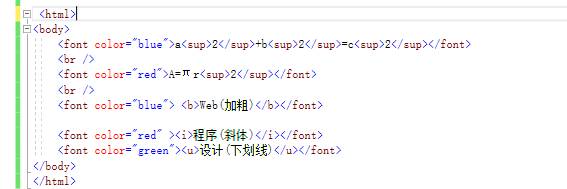 <html>
<body>
<font color="blue">a<sup>2</sup>+b<sup>2</sup>=c<sup>2</sup></font>
<br />
<font color="red">A=πr<sup>2</sup></font>
<br />
<font color="blue"> <b>Web(加粗)</b></font>
<font color="red" ><i>程序(斜体)</i></font>
<font color="green"><u>设计(下划线)</u></font>
</body>
</html>